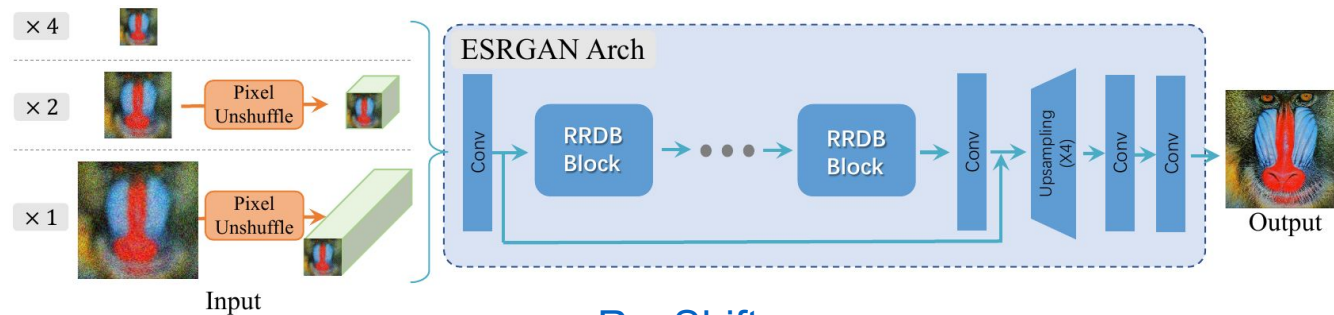 × 4
× 2
Pixel
Unshuffle
× 1
Pixel
Unshuffle
Input
ESRGAN Arch
Conv
RRDB
Block
RRDB
Block
Conv
Upsampling
(X4)
Conv
Conv
Output